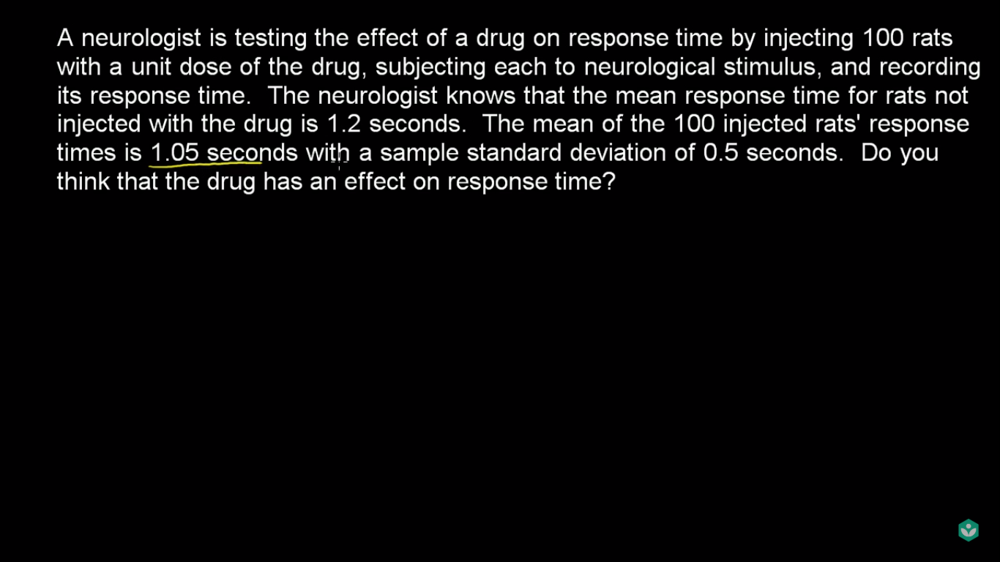 A neurologist is testing the effect of a drug on response time by injecting 100 rats
with a unit dose of the drug, subjecting each to neurological stimulus, and recording
its response time.  The neurologist knows that the mean response time for rats not
injected with the drug is 1.2 seconds.  The mean of the 100 injected rats' response
times is 1.05 seconds with a sample standard deviation of 0.5 seconds.  Do you
think that the drug has an effect on response time?